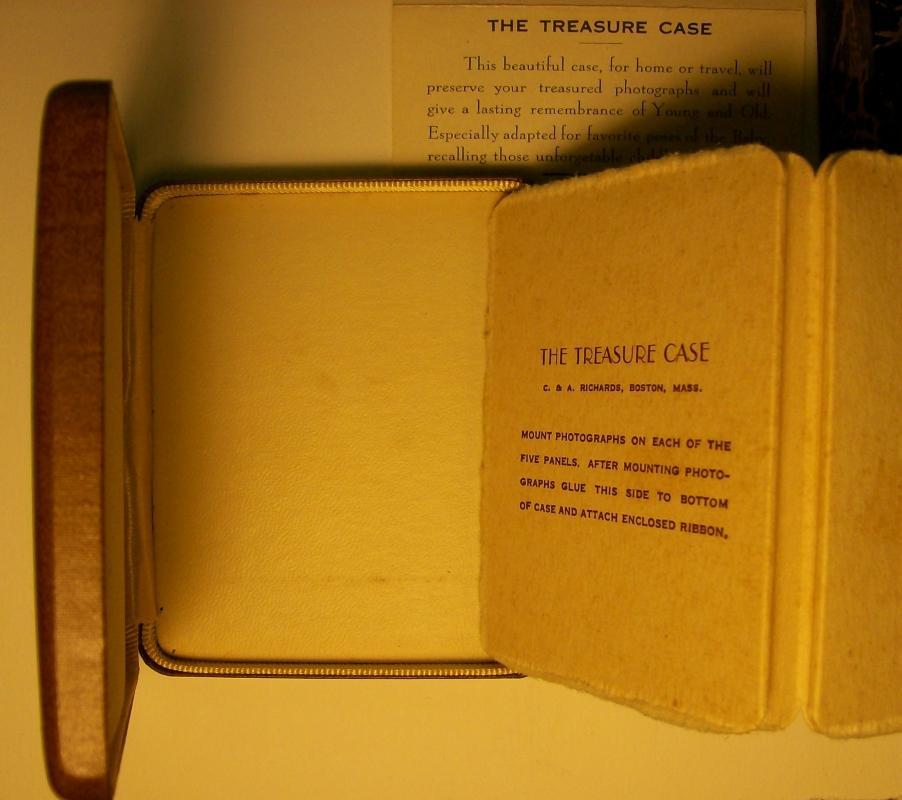 THE TREASURE CASE
This beautiful case, for home or travel, will
preserve your treasured photographs and will
give a lasting remembrance of Young and Old.
Especially adapted for favorite poses of the Baby,
recalling those unforgetable
THE TREASURE CASE
C. & A. RICHARDS, BOSTON, MASS.
MOUNT PHOTOGRAPHS ON EACH OF THE
FIVE PANELS, AFTER MOUNTING PHOTO-
GRAPHS GLUE THIS SIDE TO BOTTOM
OF CASE AND ATTACH ENCLOSED RIBBON.